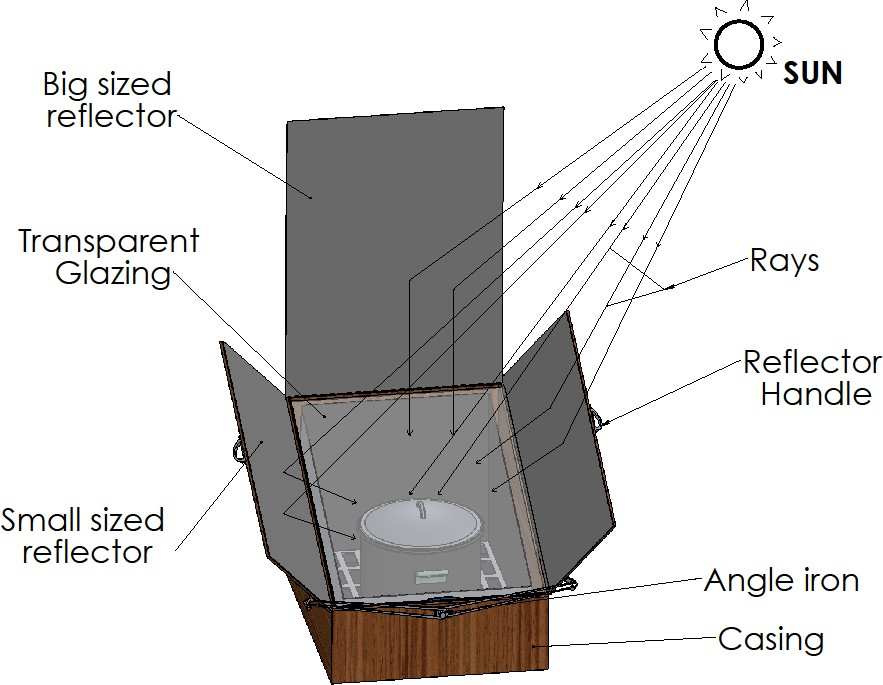 SUN
Big sized
reflector
Transparent
Glazing
Rays
Reflector
Handle
Small sized
reflector
Angle iron
Casing